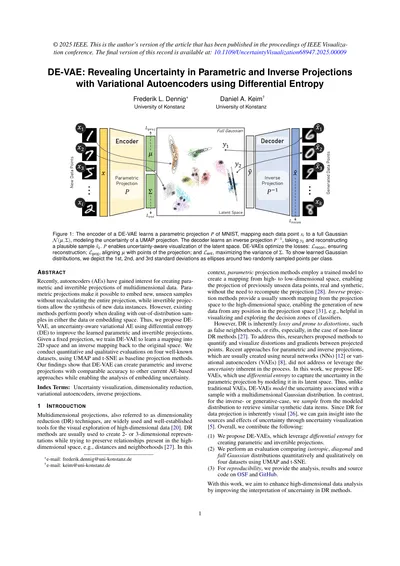 © 2025 IEEE. This is the author's version of the article that has been published in the proceedings of IEEE Visualiza-
tion conference. The final version of this record is available at: 10.1109/UncertaintyVisualization68947.2025.00009
DE-VAE: Revealing Uncertainty in Parametric and Inverse Projections
with Variational Autoencoders using Differential Entropy
Frederik L. Dennig*
University of Konstanz
Daniel A. Keim†
University of Konstanz
New Data Points
Encoder
Parametric
Projection
P
μ
Σ
Full Gaussian
Latent Space
Decoder
Inverse
Projection
P⁻¹
Generated Data Points
Figure 1: The encoder of a DE-VAE learns a parametric projection P of MNIST, mapping each data point xi to a full Gaussian
N(μ,Σ), modeling the uncertainty of a UMAP projection. The decoder learns an inverse projection P⁻¹, taking yi and reconstructing
a plausible sample x̂i. P enables uncertainty-aware visualization of the latent space. DE-VAEs optimize the losses:
reconstruction;
aligning μ with points of the projection; and
maximizing the variance of Σ. To show learned Gaussian
distributions, we depict the 1st, 2nd, and 3rd standard deviations as ellipses around two randomly sampled points per class.
ABSTRACT
Recently, autoencoders (AEs) have gained interest for creating para-
metric and invertible projections of multidimensional data. Para-
metric projections make it possible to embed new, unseen samples
without recalculating the entire projection, while invertible projec-
tions allow the synthesis of new data instances. However, existing
methods perform poorly when dealing with out-of-distribution sam-
ples in either the data or embedding space. Thus, we propose DE-
VAE, an uncertainty-aware variational AE using differential entropy
(DE) to improve the learned parametric and invertible projections.
Given a fixed projection, we train DE-VAE to learn a mapping into
2D space and an inverse mapping back to the original space. We
conduct quantitative and qualitative evaluations on four well-known
datasets, using UMAP and t-SNE as baseline projection methods.
Our findings show that DE-VAE can create parametric and inverse
projections with comparable accuracy to other current AE-based
approaches while enabling the analysis of embedding uncertainty.
Index Terms: Uncertainty visualization, dimensionality reduction,
variational autoencoders, inverse projections.
1 INTRODUCTION
Multidimensional projections, also referred to as dimensionality
reduction (DR) techniques, are widely used and well-established
tools for the visual exploration of high-dimensional data [20]. DR
methods are usually used to create 2- or 3-dimensional represen-
tations while trying to preserve relationships present in the high-
dimensional space, e.g., distances and neighborhoods [27]. In this
*e-mail: frederik.dennig@uni-konstanz.de
†e-mail: keim@uni-konstanz.de
context, parametric projection methods employ a trained model to
create a mapping from high- to low-dimensional space, enabling
the projection of previously unseen data points, real and synthetic,
without the need to recompute the projection [28]. Inverse projec-
tion methods provide a usually smooth mapping from the projection
space to the high-dimensional space, enabling the generation of new
data from any position in the projection space [31], e.g., helpful in
visualizing and exploring the decision zones of classifiers.
However, DR is inherently lossy and prone to distortions, such
as false neighborhoods, or rifts, especially, in the case of non-linear
DR methods [27]. To address this, researchers proposed methods to
quantify and visualize distortions and gradients between projected
points. Recent approaches for parametric and inverse projections,
which are usually created using neural networks (NNs) [12] or vari-
ational autoencoders (VAEs) [8], did not address or leverage the
uncertainty inherent in the process. In this work, we propose DE-
VAEs, which use differential entropy to capture the uncertainty in the
parametric projection by modeling it in its latent space. Thus, unlike
traditional VAEs, DE-VAEs model the uncertainty associated with a
sample with a multidimensional Gaussian distribution. In contrast,
for the inverse- or generative-case, we sample from the modeled
distribution to retrieve similar synthetic data items. Since DR for
data projection is inherently visual [26], we can gain insight into the
process and effects of uncertainty through uncertainty visualization
[5]. Overall, we contribute the following:
(1) We propose DE-VAEs, which leverage differential entropy for
creating parametric and inverse projections.
(2) We perform an evaluation comparing isotropic, diagonal and
full Gaussian distributions quantitatively and qualitatively on
four datasets using UMAP and t-SNE.
(3) For reproducibility, we provide the analysis, results and source
code on OSF and GitHub.
With this work, we aim to enhance high-dimensional data analysis
by improving the interpretation of uncertainty in DR methods.
1